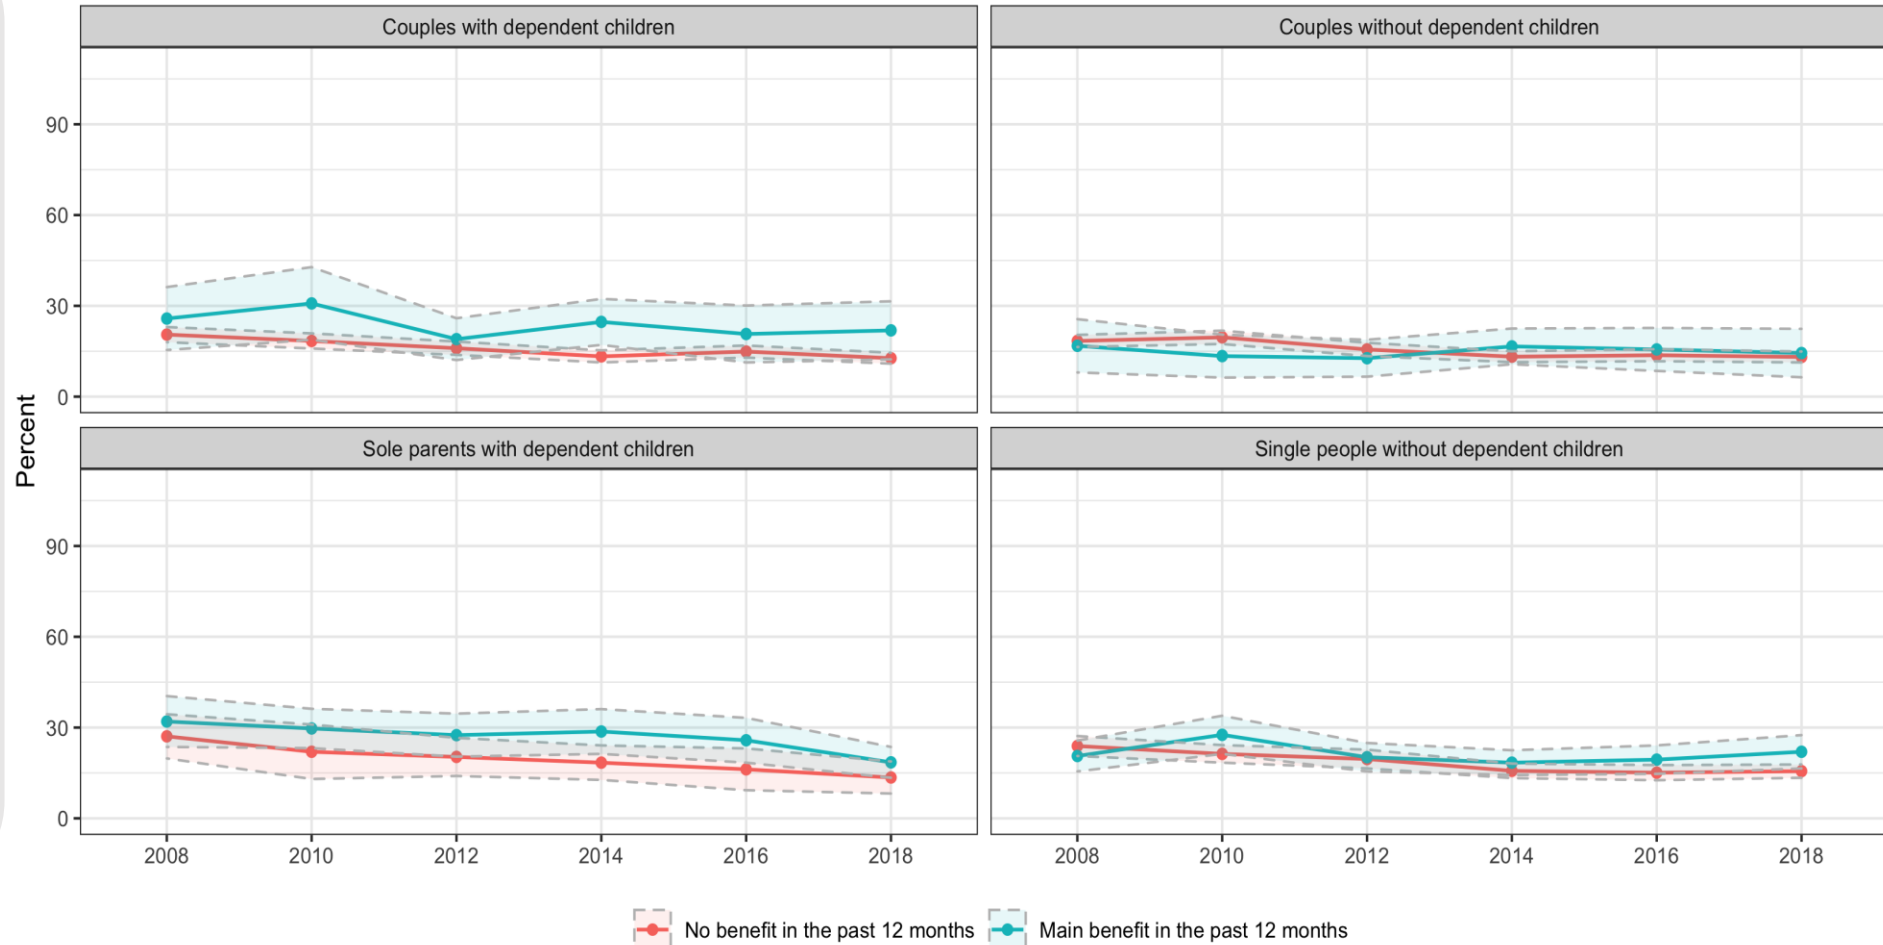 Couples with dependent children
Couples without dependent children
90
60
30
0
Percent
Sole parents with dependent children
Single people without dependent children
90
60
30
0
2008 2010 2012 2014 2016 2018
2008 2010 2012 2014 2016 2018
No benefit in the past 12 months
Main benefit in the past 12 months